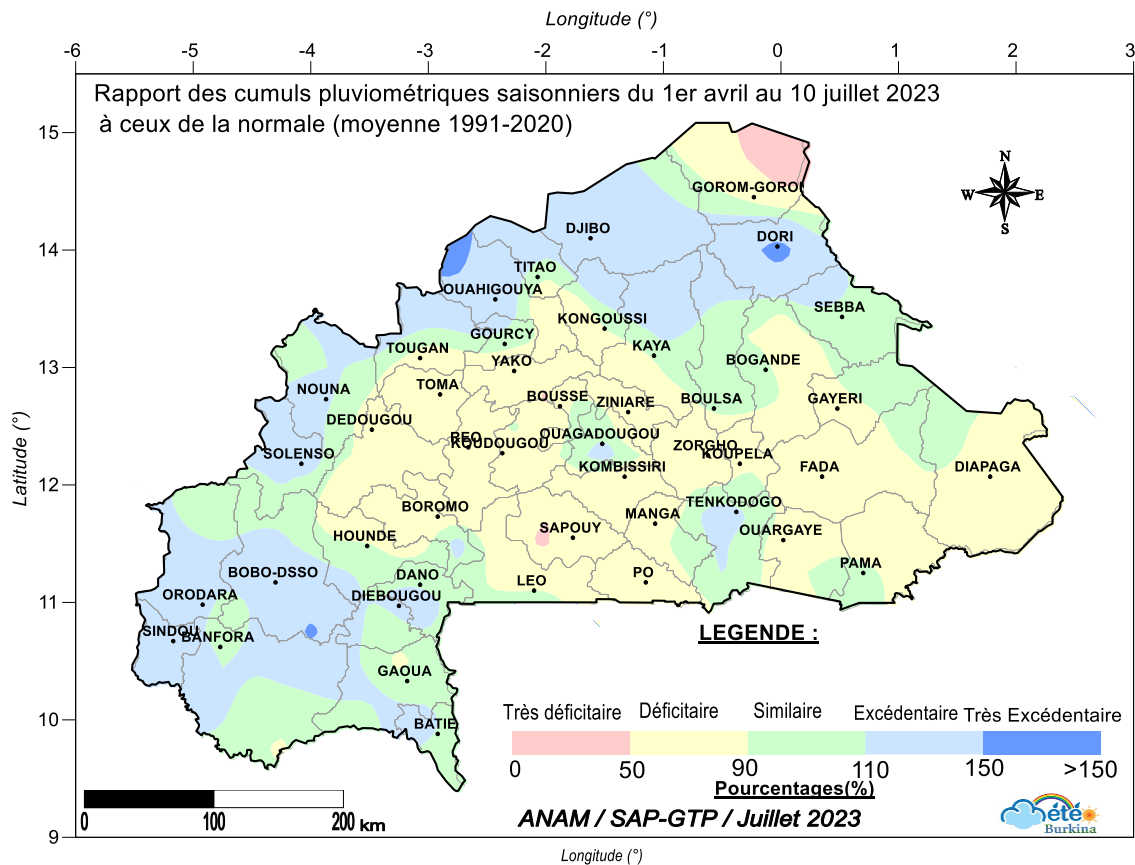 Longitude (°)
-6 -5 -4 -3 -2 -1 0 1 2 3
Rapport des cumuls pluviométriques saisonniers du 1er avril au 10 juillet 2023
à ceux de la normale (moyenne 1991-2020)
15
N
W E
S
GOROM-GORO
14
DJIBO
DORI
TITAO
OUAHIGOUYA
SEBBA
KONGOUSSI
GOURCY
KAYA
TOUGAN
13
YAKO
BOGANDE
TOMA
NOUNA
BOUSSE
ZINIARE
BOULSA
GAYERI
DEDOUGOU
REO
KOUDOUGOU
OUAGADOUGOU
ZORGHO
KOUPELA
SOLENSO
KOMBISSIRI
FADA
DIAPAGA
Latitude (°)
12
BOROMO
TENKODOGO
MANGA
SAPOUY
OUARGAYE
HOUNDE
PAMA
BOBO-DSSO
DANO
LEO
PO
ORODARA
DIEBOUGOU
11
SINDOU
BANFORA
GAOUA
10
BATIE
9
LEGENDE :
Très déficitaire Déficitaire Similaire Excédentaire Très Excédentaire
0 50 90 110 150 >150
Pourcentages(%)
ANAM / SAP-GTP / Juillet 2023
0 100 200 km
été
Burkina
Longitude (°)